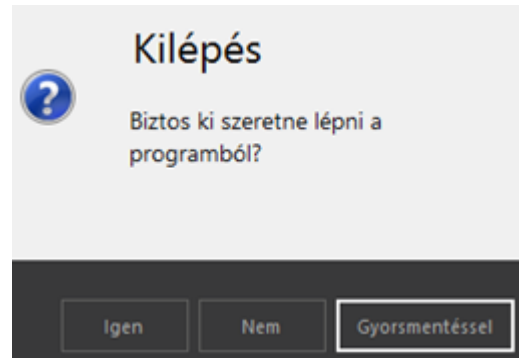 Kilépés
Biztos ki szeretne lépni a
programból?
Igen Nem Gyorsmentéssel